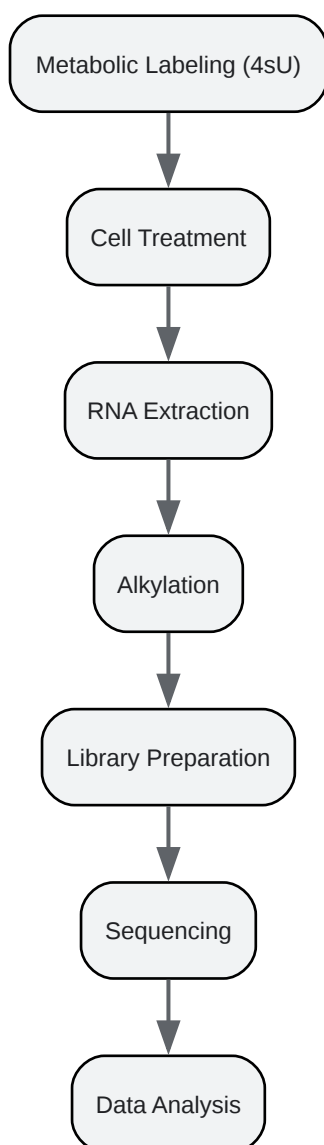 Metabolic Labeling (4sU)
Cell Treatment
RNA Extraction
Alkylation
Library Preparation
Sequencing
Data Analysis